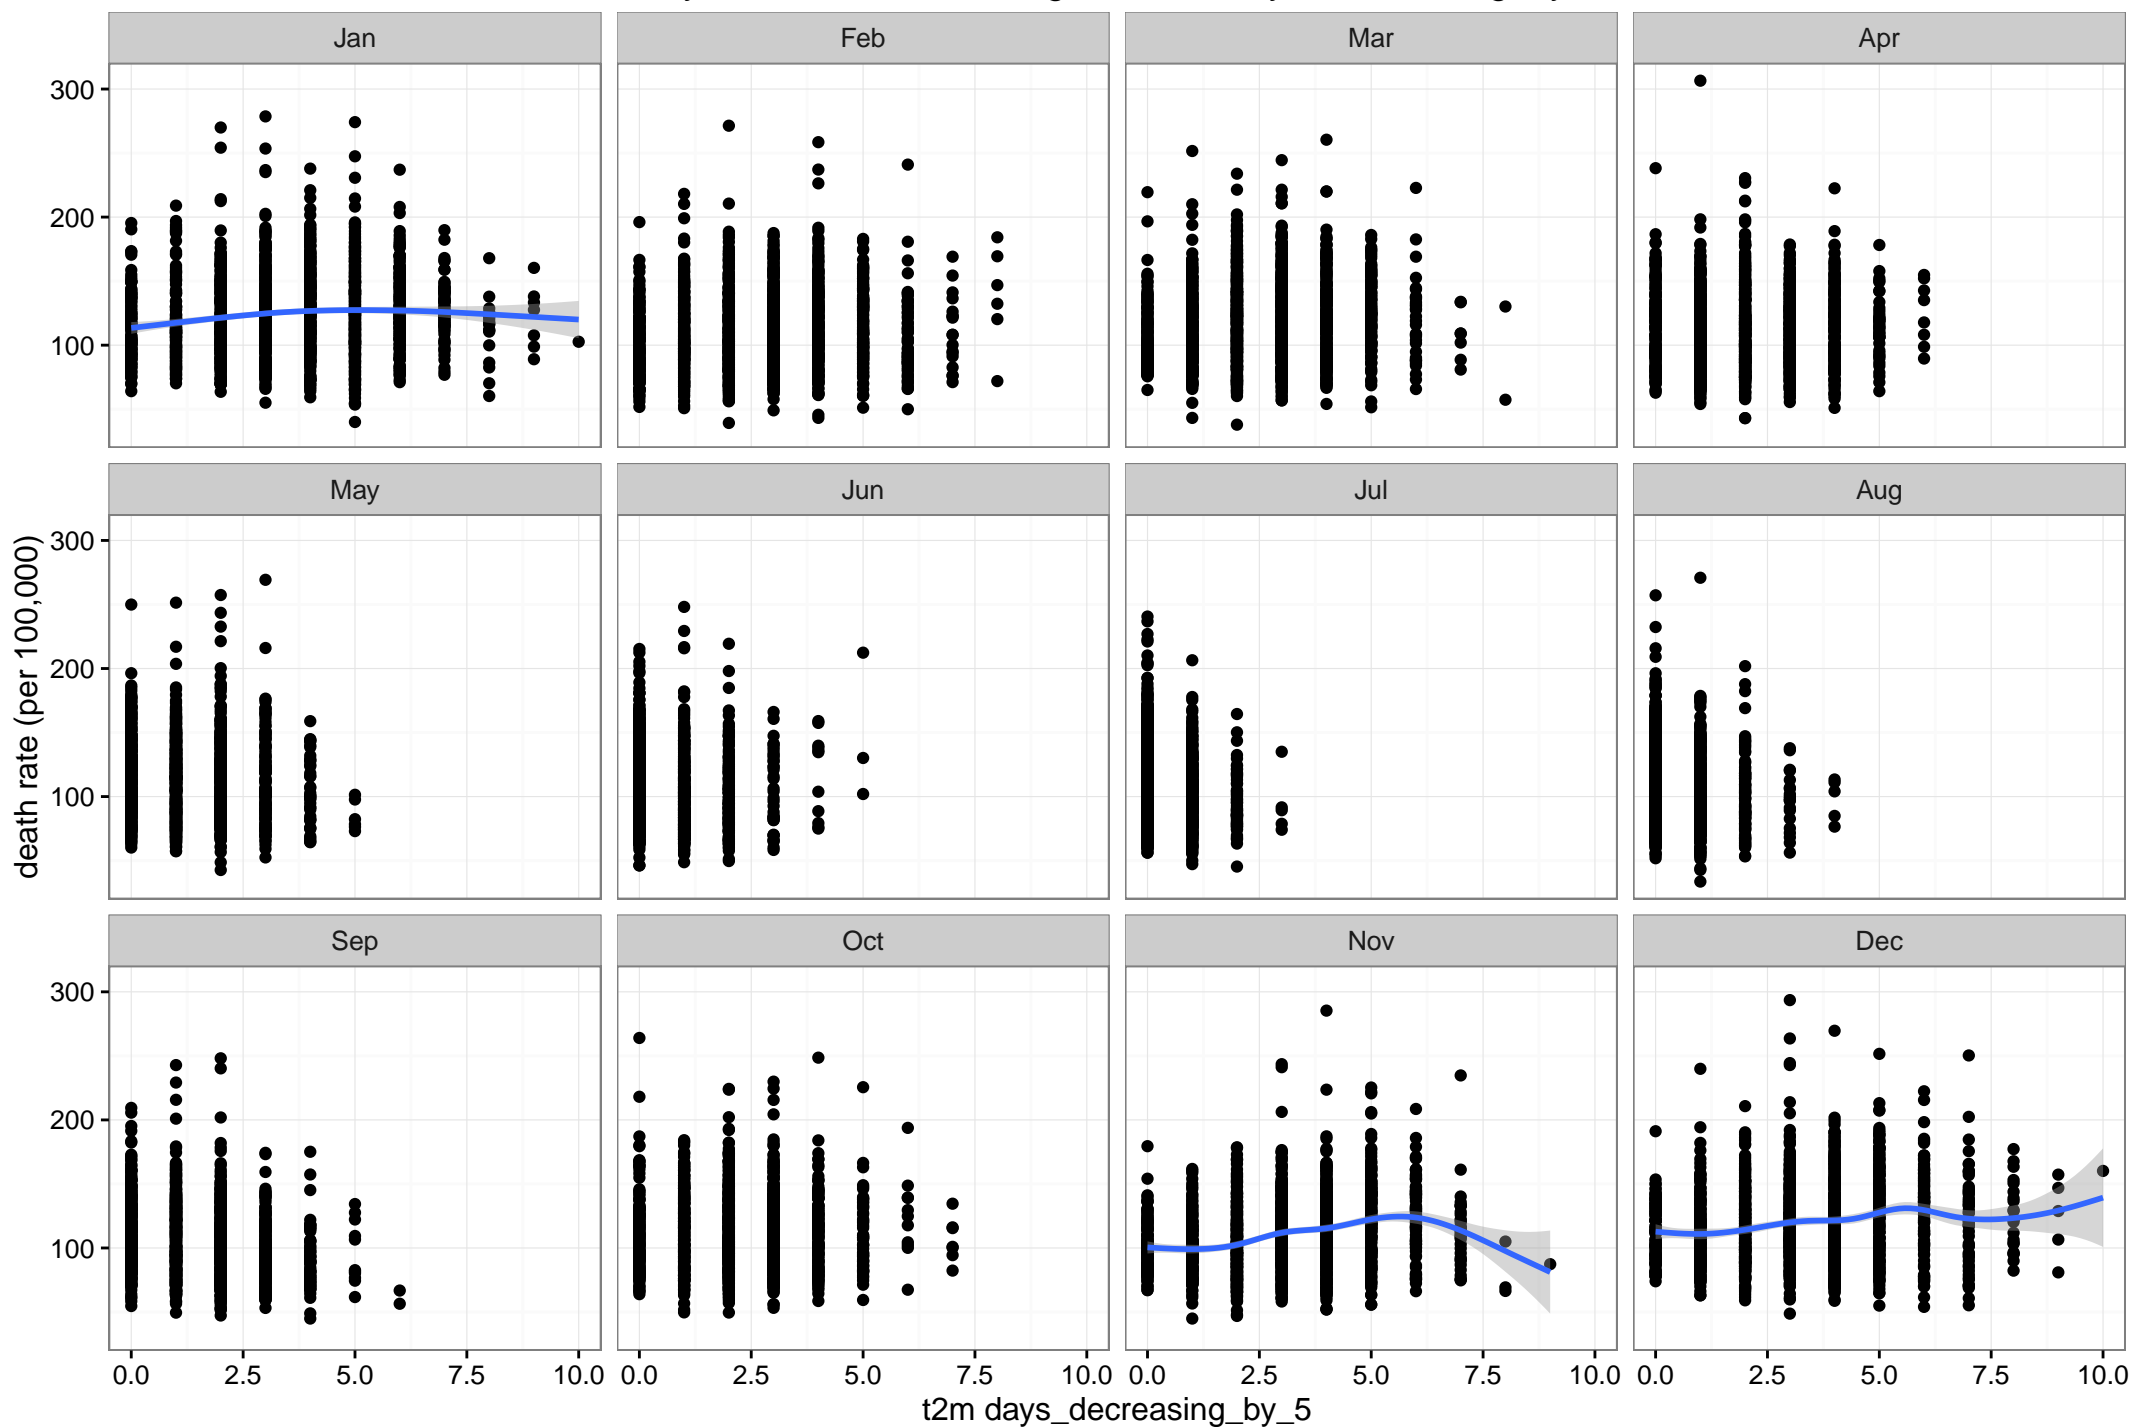 Jan Feb Mar Apr
300
200
100
May Jun Jul Aug
300
200
100
death rate (per 100,000)
Sep Oct Nov Dec
300
200
100
0.0 2.5 5.0 7.5 10.0 0.0 2.5 5.0 7.5 10.0 0.0 2.5 5.0 7.5 10.0 0.0 2.5 5.0 7.5 10.0
t2m days_decreasing_by_5